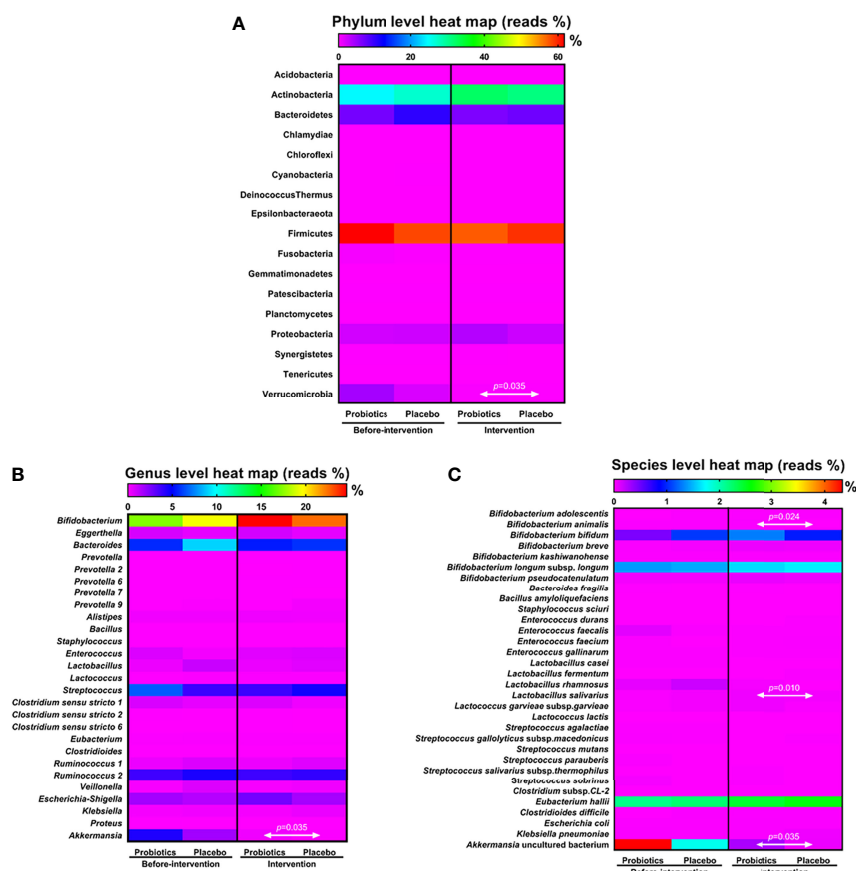 A
Phylum level heat map (reads %)
%
0 20 40 60
Acidobacteria
Actinobacteria
Bacteroidetes
Chlamydiae
Chloroflexi
Cyanobacteria
DeinococcusThermus
Epsilonbacteraeota
Firmicutes
Fusobacteria
Gemmatimonadetes
Patescibacteria
Planctomycetes
Proteobacteria
Synergistetes
Tenericutes
Verrucomicrobia
p=0.035
Probiotics Placebo Probiotics Placebo
Before-intervention Intervention
B
Genus level heat map (reads %)
%
0 5 10 15 20
Bifidobacterium
Eggerthella
Bacteroides
Prevotella
Prevotella 2
Prevotella 6
Prevotella 7
Prevotella 9
Alistipes
Bacillus
Staphylococcus
Enterococcus
Lactobacillus
Lactococcus
Streptococcus
Clostridium sensu stricto 1
Clostridium sensu stricto 2
Clostridium sensu stricto 6
Eubacterium
Clostridioides
Ruminococcus 1
Ruminococcus 2
Veillonella
Escherichia-Shigella
Klebsiella
Proteus
Akkermansia
p=0.035
Probiotics Placebo Probiotics Placebo
Before-intervention Intervention
C
Species level heat map (reads %)
%
0 1 2 3 4
Bifidobacterium adolescentis
Bifidobacterium animalis
p=0.024
Bifidobacterium bifidum
Bifidobacterium breve
Bifidobacterium kashiwanohense
Bifidobacterium longum subsp. longum
Bifidobacterium pseudocatenulatum
Bacteroides fragilis
Bacillus amyloliquefaciens
Staphylococcus sciuri
Enterococcus durans
Enterococcus faecalis
Enterococcus faecium
Enterococcus gallinarum
Lactobacillus casei
Lactobacillus fermentum
Lactobacillus rhamnosus
Lactobacillus salivarius
p=0.010
Lactococcus garvieae subsp.garvieae
Lactococcus lactis
Streptococcus agalactiae
Streptococcus gallolyticus subsp.macedonicus
Streptococcus mutans
Streptococcus parauberis
Streptococcus salivarius subsp.thermophilus
Streptococcus sobrinus
Clostridium subsp.CL-2
Eubacterium hallii
Clostridioides difficile
Escherichia coli
Klebsiella pneumoniae
Akkermansia uncultured bacterium
p=0.035
Probiotics Placebo Probiotics Placebo
Before-intervention Intervention